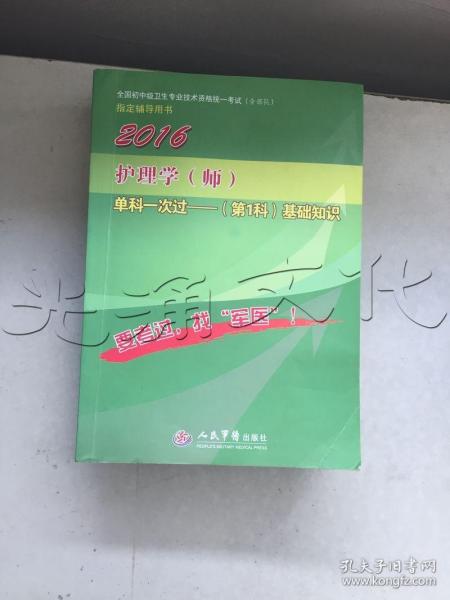 全国初中级卫生专业技术资格统一考试（含部队）
指定辅导用书
2016
护理学（师）
单科一次过——（第1科）基础知识
光涌文化
要考过，找“军医”！
人民军医出版社
PEOPLE'S MILITARY MEDICAL PRESS
孔夫子旧书网
www.kongfz.com